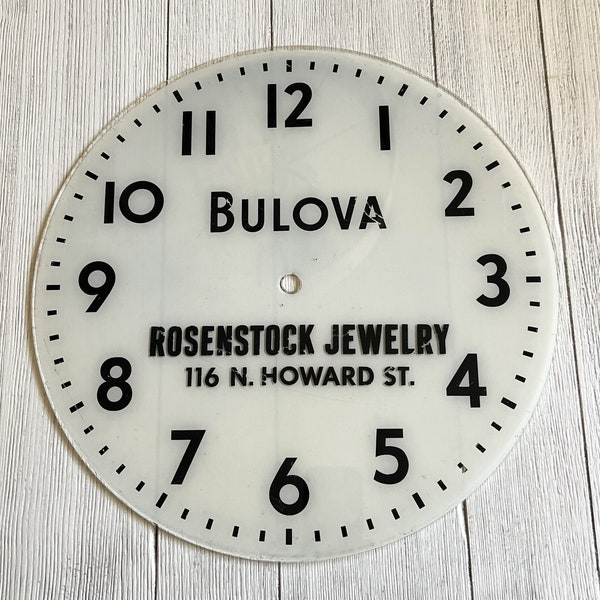 12
11 1
10 2
BULOVA
9 3
ROSENSTOCK JEWELRY
116 N. HOWARD ST.
8 4
7 5
6